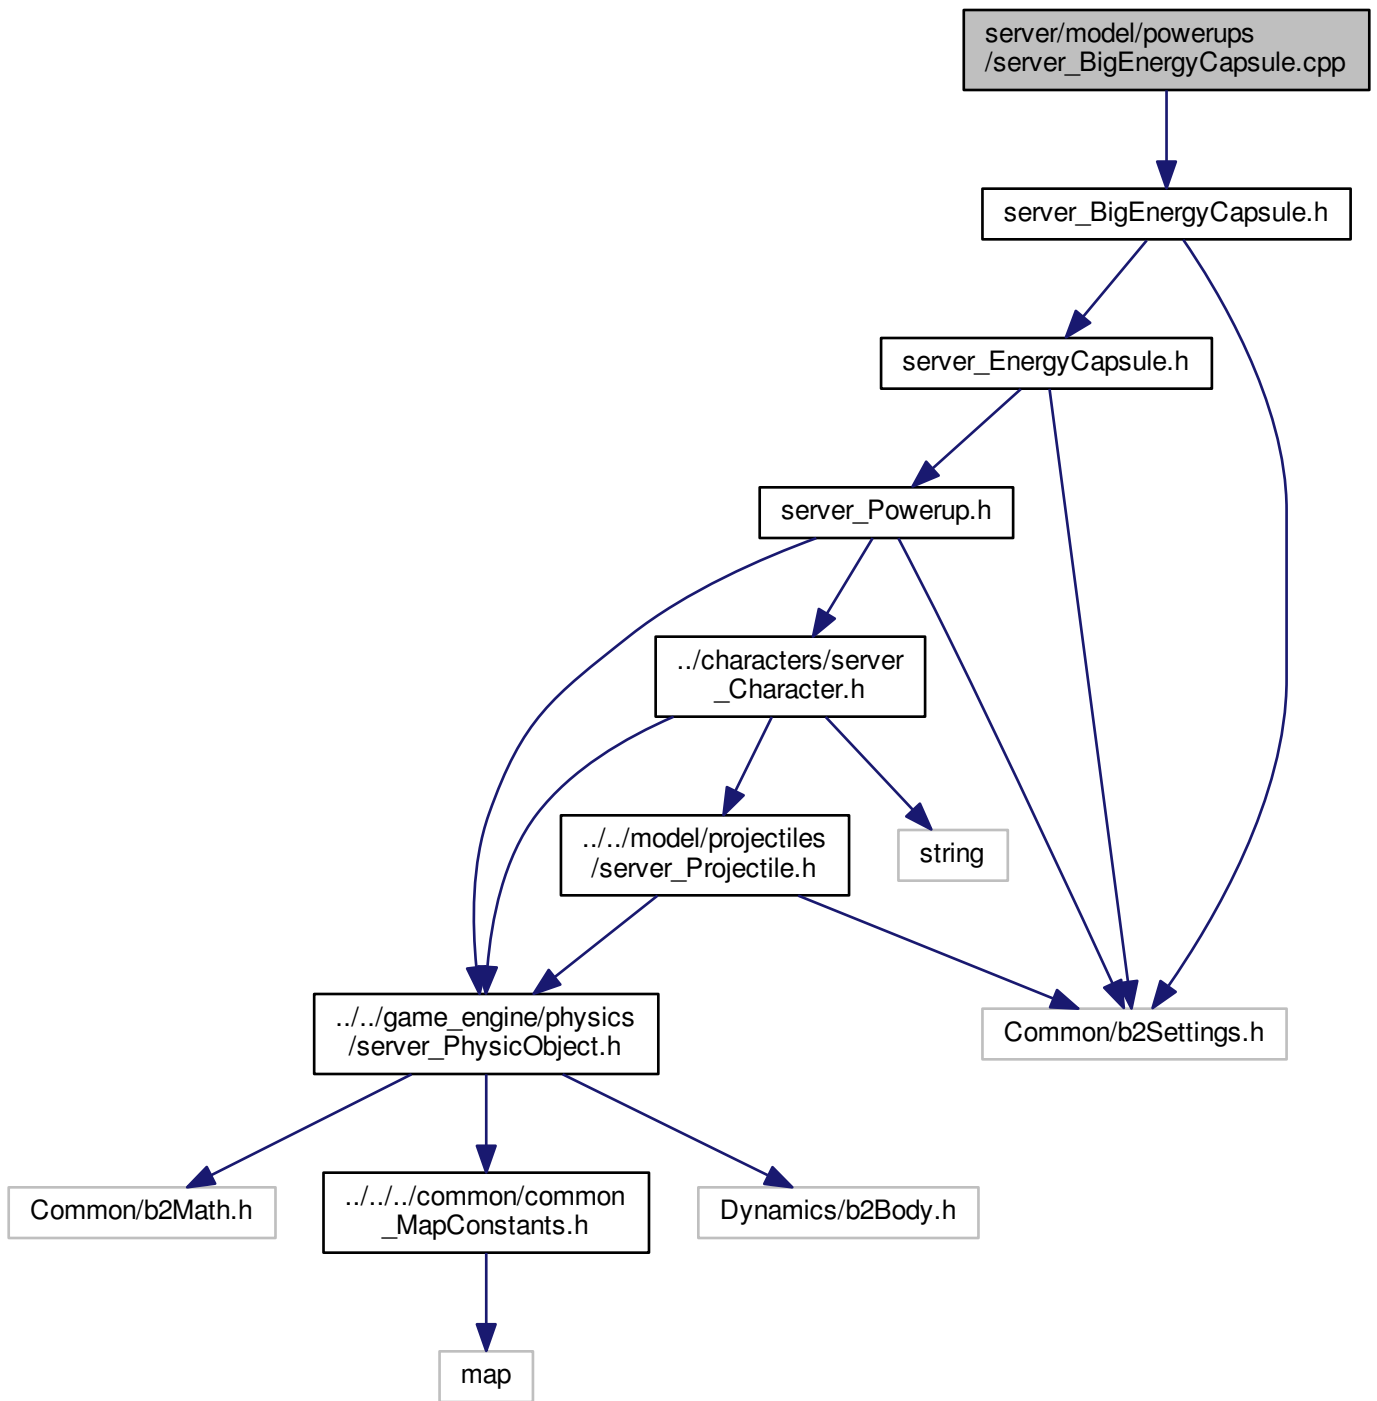 server/model/powerups
/server_BigEnergyCapsule.cpp
server_BigEnergyCapsule.h
server_EnergyCapsule.h
server_Powerup.h
../characters/server
_Character.h
../../model/projectiles
/server_Projectile.h
string
../../game_engine/physics
/server_PhysicObject.h
Common/b2Settings.h
Common/b2Math.h
../../../common/common
_MapConstants.h
Dynamics/b2Body.h
map